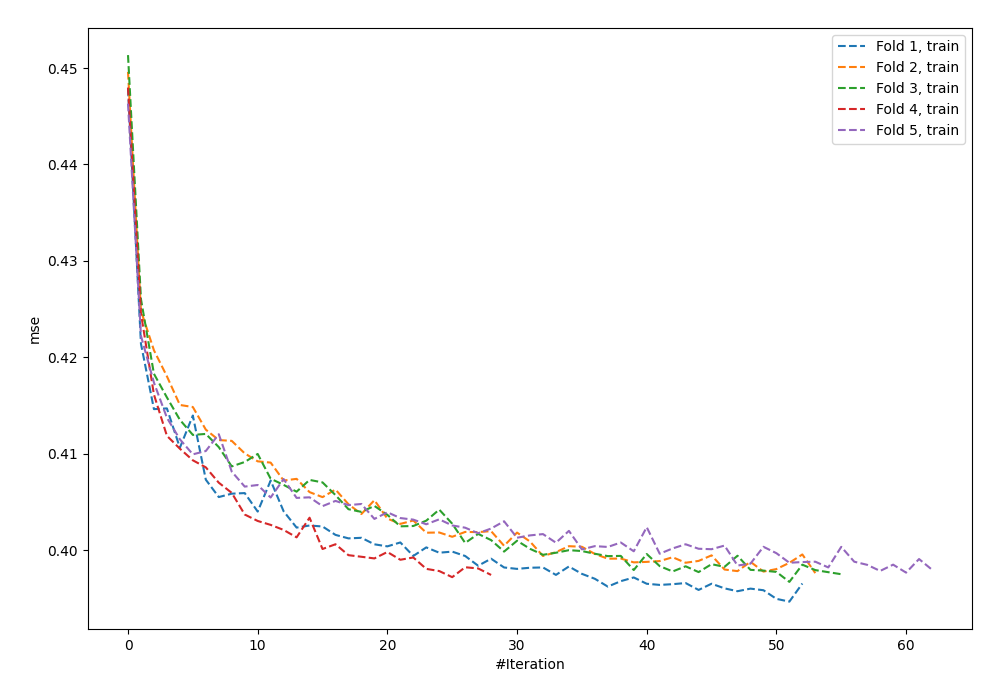 0.45
0.44
0.43
0.42
0.41
0.40
mse
0
10
20
30
40
50
60
#Iteration
Fold 1, train
Fold 2, train
Fold 3, train
Fold 4, train
Fold 5, train